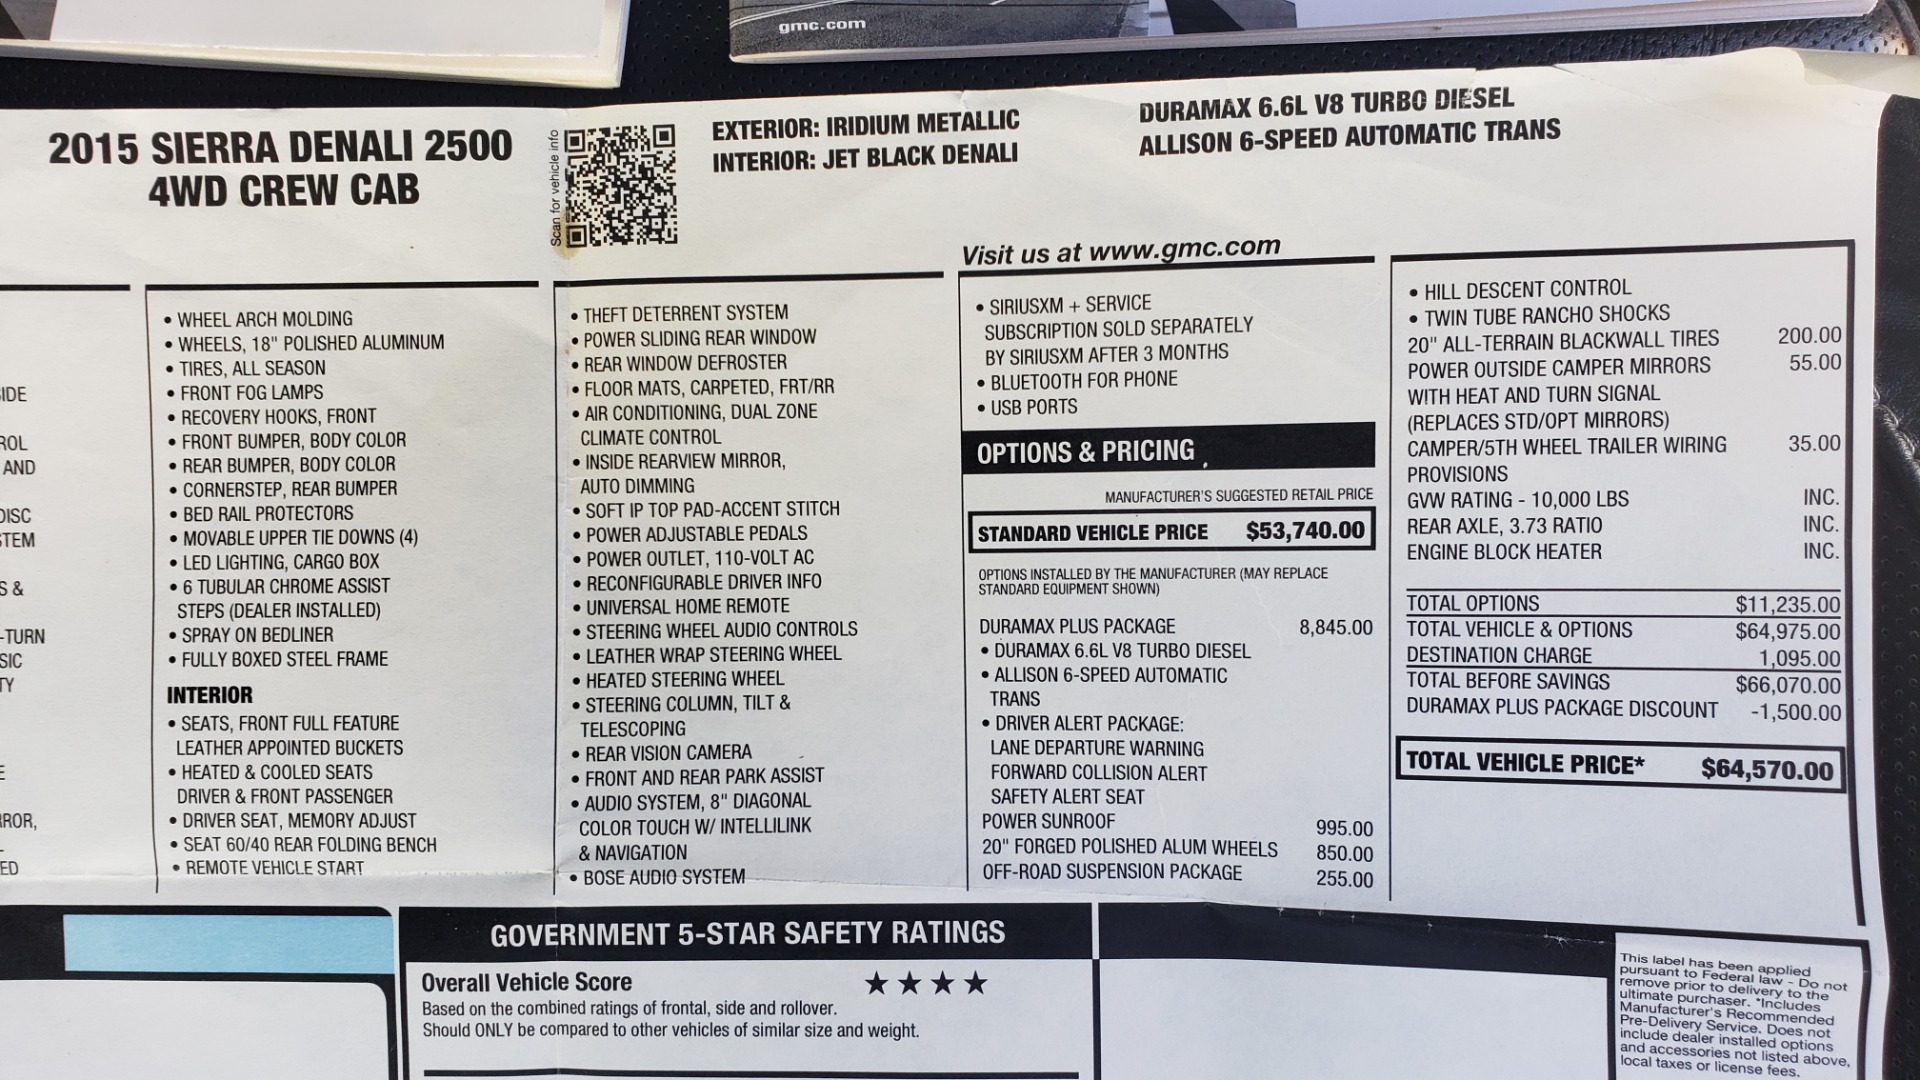 gmc.com
2015 SIERRA DENALI 2500
4WD CREW CAB
Scan for vehicle info
EXTERIOR: IRIDIUM METALLIC
INTERIOR: JET BLACK DENALI
DURAMAX 6.6L V8 TURBO DIESEL
ALLISON 6-SPEED AUTOMATIC TRANS
AND
DISC
S &
-TURN
• WHEEL ARCH MOLDING
• WHEELS, 18" POLISHED ALUMINUM
• TIRES, ALL SEASON
• FRONT FOG LAMPS
• RECOVERY HOOKS, FRONT
• FRONT BUMPER, BODY COLOR
• REAR BUMPER, BODY COLOR
• CORNERSTEP, REAR BUMPER
• BED RAIL PROTECTORS
• MOVABLE UPPER TIE DOWNS (4)
• LED LIGHTING, CARGO BOX
• 6 TUBULAR CHROME ASSIST
STEPS (DEALER INSTALLED)
• SPRAY ON BEDLINER
• FULLY BOXED STEEL FRAME
INTERIOR
• SEATS, FRONT FULL FEATURE
LEATHER APPOINTED BUCKETS
• HEATED & COOLED SEATS
DRIVER & FRONT PASSENGER
• DRIVER SEAT, MEMORY ADJUST
• SEAT 60/40 REAR FOLDING BENCH
• REMOTE VEHICLE START
• THEFT DETERRENT SYSTEM
• POWER SLIDING REAR WINDOW
• REAR WINDOW DEFROSTER
• FLOOR MATS, CARPETED, FRT/RR
• AIR CONDITIONING, DUAL ZONE
CLIMATE CONTROL
• INSIDE REARVIEW MIRROR,
AUTO DIMMING
• SOFT IP TOP PAD-ACCENT STITCH
• POWER ADJUSTABLE PEDALS
• POWER OUTLET, 110-VOLT AC
• RECONFIGURABLE DRIVER INFO
• UNIVERSAL HOME REMOTE
• STEERING WHEEL AUDIO CONTROLS
• LEATHER WRAP STEERING WHEEL
• HEATED STEERING WHEEL
• STEERING COLUMN, TILT &
TELESCOPING
• REAR VISION CAMERA
• FRONT AND REAR PARK ASSIST
• AUDIO SYSTEM, 8" DIAGONAL
COLOR TOUCH W/ INTELLILINK
& NAVIGATION
• BOSE AUDIO SYSTEM
Visit us at www.gmc.com
• SIRIUSXM + SERVICE
SUBSCRIPTION SOLD SEPARATELY
BY SIRIUSXM AFTER 3 MONTHS
• BLUETOOTH FOR PHONE
• USB PORTS
OPTIONS & PRICING
MANUFACTURER'S SUGGESTED RETAIL PRICE
STANDARD VEHICLE PRICE $53,740.00
OPTIONS INSTALLED BY THE MANUFACTURER (MAY REPLACE
STANDARD EQUIPMENT SHOWN)
DURAMAX PLUS PACKAGE 8,845.00
• DURAMAX 6.6L V8 TURBO DIESEL
• ALLISON 6-SPEED AUTOMATIC
TRANS
• DRIVER ALERT PACKAGE:
LANE DEPARTURE WARNING
FORWARD COLLISION ALERT
SAFETY ALERT SEAT
POWER SUNROOF 995.00
20" FORGED POLISHED ALUM WHEELS 850.00
OFF-ROAD SUSPENSION PACKAGE 255.00
• HILL DESCENT CONTROL
• TWIN TUBE RANCHO SHOCKS
20" ALL-TERRAIN BLACKWALL TIRES 200.00
POWER OUTSIDE CAMPER MIRRORS 55.00
WITH HEAT AND TURN SIGNAL
(REPLACES STD/OPT MIRRORS)
CAMPER/5TH WHEEL TRAILER WIRING 35.00
PROVISIONS
GVW RATING - 10,000 LBS INC.
REAR AXLE, 3.73 RATIO INC.
ENGINE BLOCK HEATER INC.
TOTAL OPTIONS $11,235.00
TOTAL VEHICLE & OPTIONS $64,975.00
DESTINATION CHARGE 1,095.00
TOTAL BEFORE SAVINGS $66,070.00
DURAMAX PLUS PACKAGE DISCOUNT -1,500.00
TOTAL VEHICLE PRICE* $64,570.00
GOVERNMENT 5-STAR SAFETY RATINGS
Overall Vehicle Score ★★★★
Based on the combined ratings of frontal, side and rollover.
Should ONLY be compared to other vehicles of similar size and weight.
This label has been applied
pursuant to Federal law - Do not
remove prior to delivery to the
ultimate purchaser. *Includes
Manufacturer's Recommended
Pre-Delivery Service. Does not
include dealer installed options
and accessories not listed above,
local taxes or license fees.